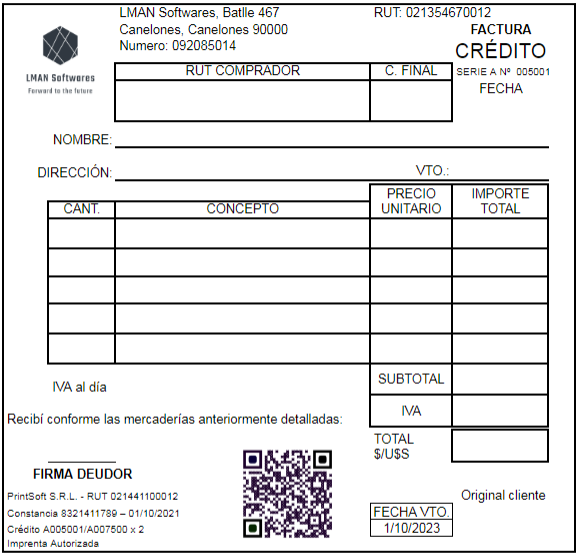 LMAN Softwares, Batlle 467
Canelones, Canelones 90000
Numero: 092085014
RUT: 021354670012
FACTURA
CRÉDITO
SERIE A Nº 005001
FECHA
LMAN Softwares
Forward to the future
RUT COMPRADOR C. FINAL
NOMBRE:
DIRECCIÓN: VTO.:
CANT. CONCEPTO PRECIO UNITARIO IMPORTE TOTAL
SUBTOTAL
IVA al día
IVA
Recibí conforme las mercaderías anteriormente detalladas:
TOTAL
$/U$S
FIRMA DEUDOR
PrintSoft S.R.L. - RUT 021441100012
Constancia 8321411789 – 01/10/2021
Crédito A005001/A007500 x 2
Imprenta Autorizada
Original cliente
FECHA VTO.
1/10/2023